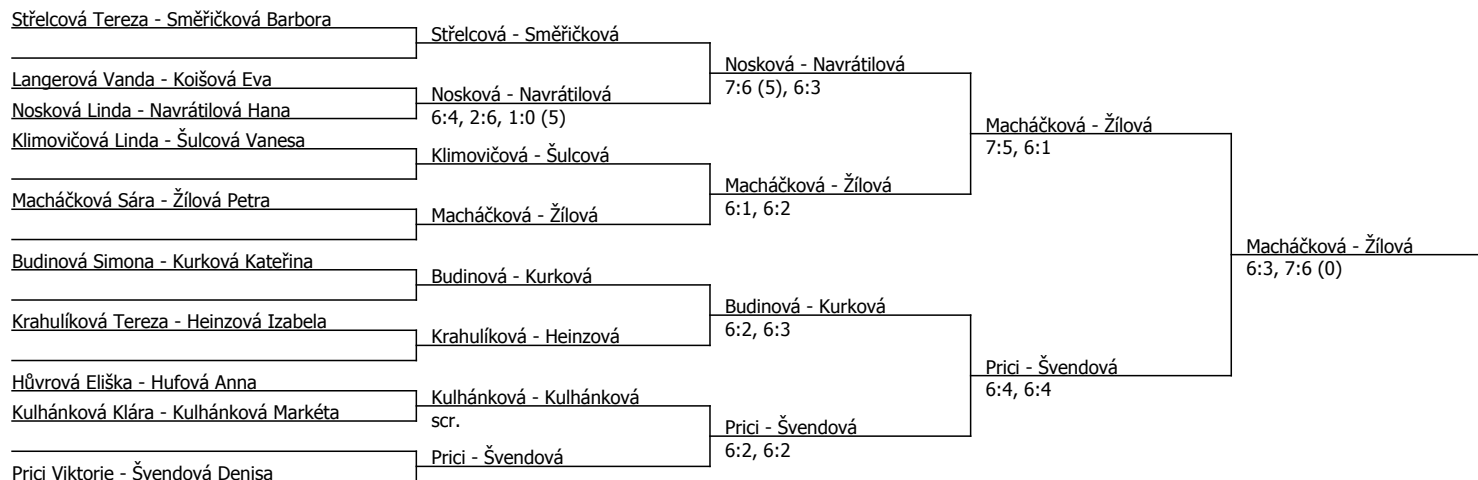 Střelcová Tereza - Směřičková Barbora
Langerová Vanda - Koišová Eva
Nosková Linda - Navrátilová Hana
Klimovičová Linda - Šulcová Vanesa
Macháčková Sára - Žílová Petra
Budinová Simona - Kurková Kateřina
Krahulíková Tereza - Heinzová Izabela
Hůvrová Eliška - Hufová Anna
Kulhánková Klára - Kulhánková Markéta
Prici Viktorie - Švendová Denisa
Střelcová - Směřičková
Nosková - Navrátilová
6:4, 2:6, 1:0 (5)
Klimovičová - Šulcová
Macháčková - Žílová
Budinová - Kurková
Krahulíková - Heinzová
Kulhánková - Kulhánková
scr.
Prici - Švendová
Nosková - Navrátilová
7:6 (5), 6:3
Macháčková - Žílová
6:1, 6:2
Budinová - Kurková
6:2, 6:3
Prici - Švendová
6:2, 6:2
Macháčková - Žílová
7:5, 6:1
Prici - Švendová
6:4, 6:4
Macháčková - Žílová
6:3, 7:6 (0)